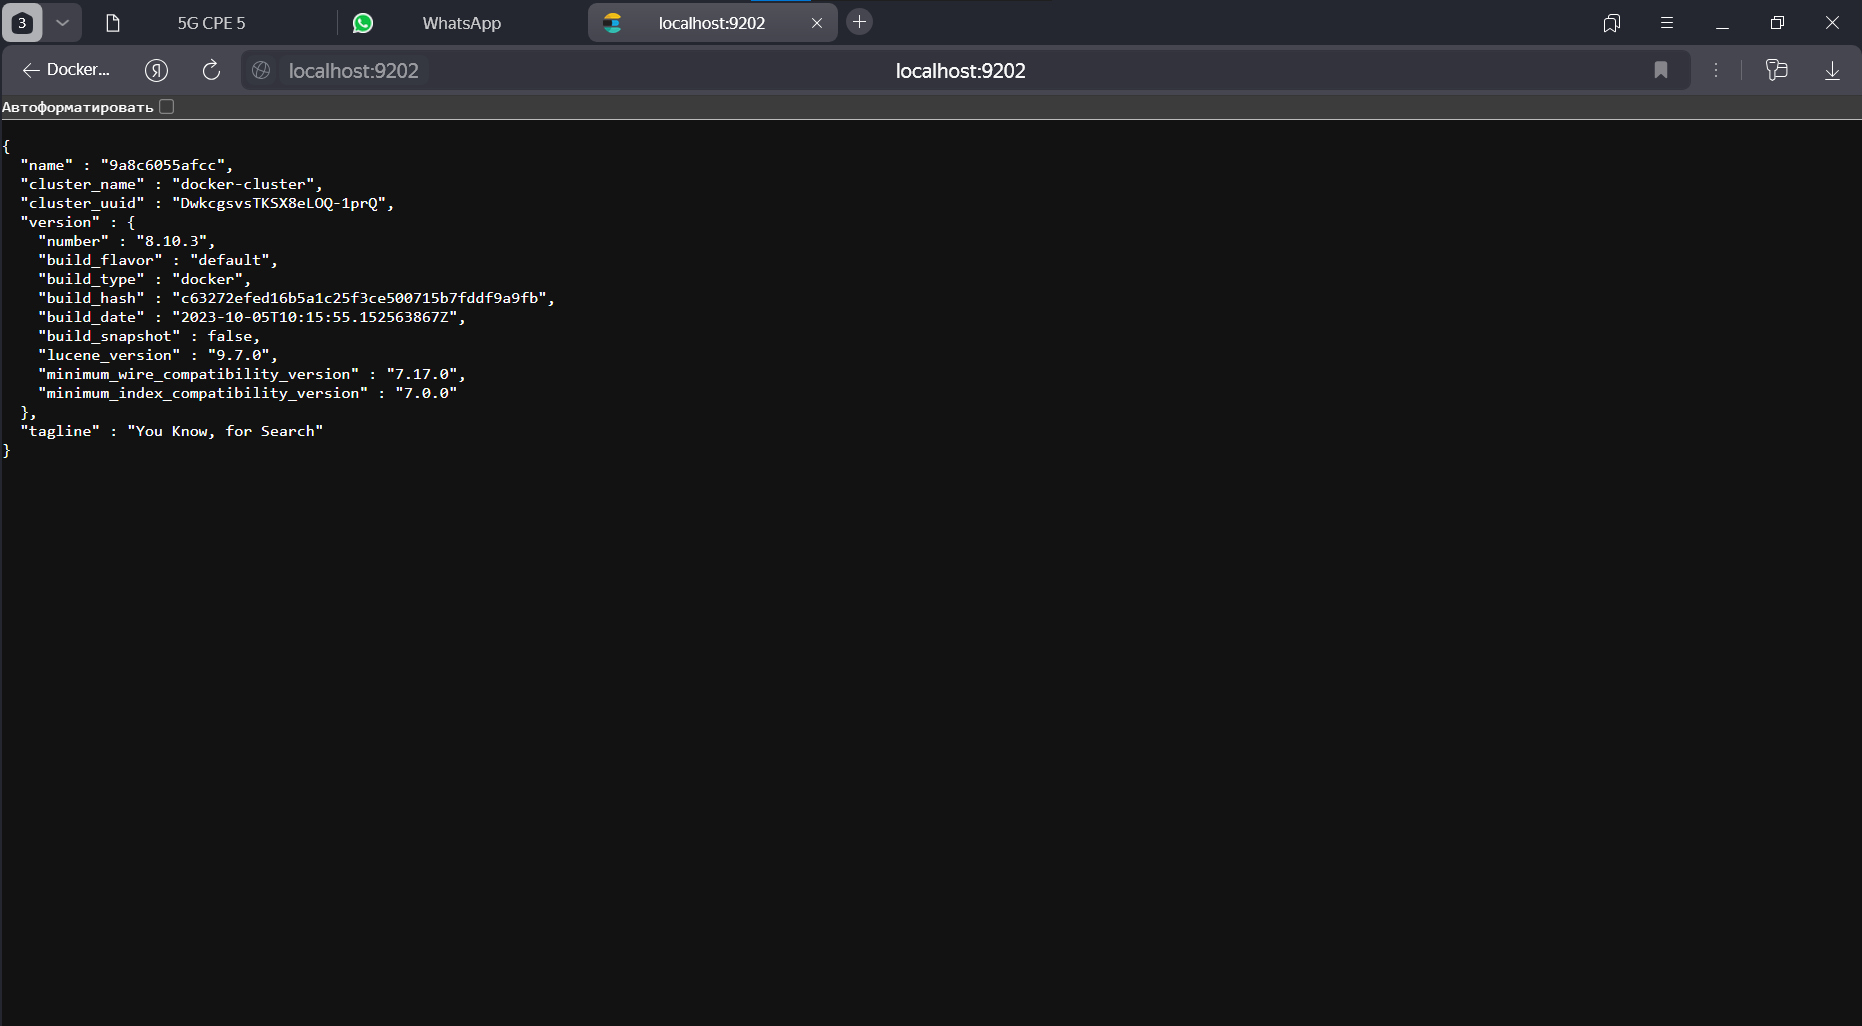 3
5G CPE 5
WhatsApp
localhost:9202
Docker...
Я
localhost:9202
localhost:9202
Автоформатировать
{
  "name" : "9a8c6055afcc",
  "cluster_name" : "docker-cluster",
  "cluster_uuid" : "DwkcgsvsTKSX8eLOQ-1prQ",
  "version" : {
    "number" : "8.10.3",
    "build_flavor" : "default",
    "build_type" : "docker",
    "build_hash" : "c63272efed16b5a1c25f3ce500715b7fddf9a9fb",
    "build_date" : "2023-10-05T10:15:55.152563867Z",
    "build_snapshot" : false,
    "lucene_version" : "9.7.0",
    "minimum_wire_compatibility_version" : "7.17.0",
    "minimum_index_compatibility_version" : "7.0.0"
  },
  "tagline" : "You Know, for Search"
}